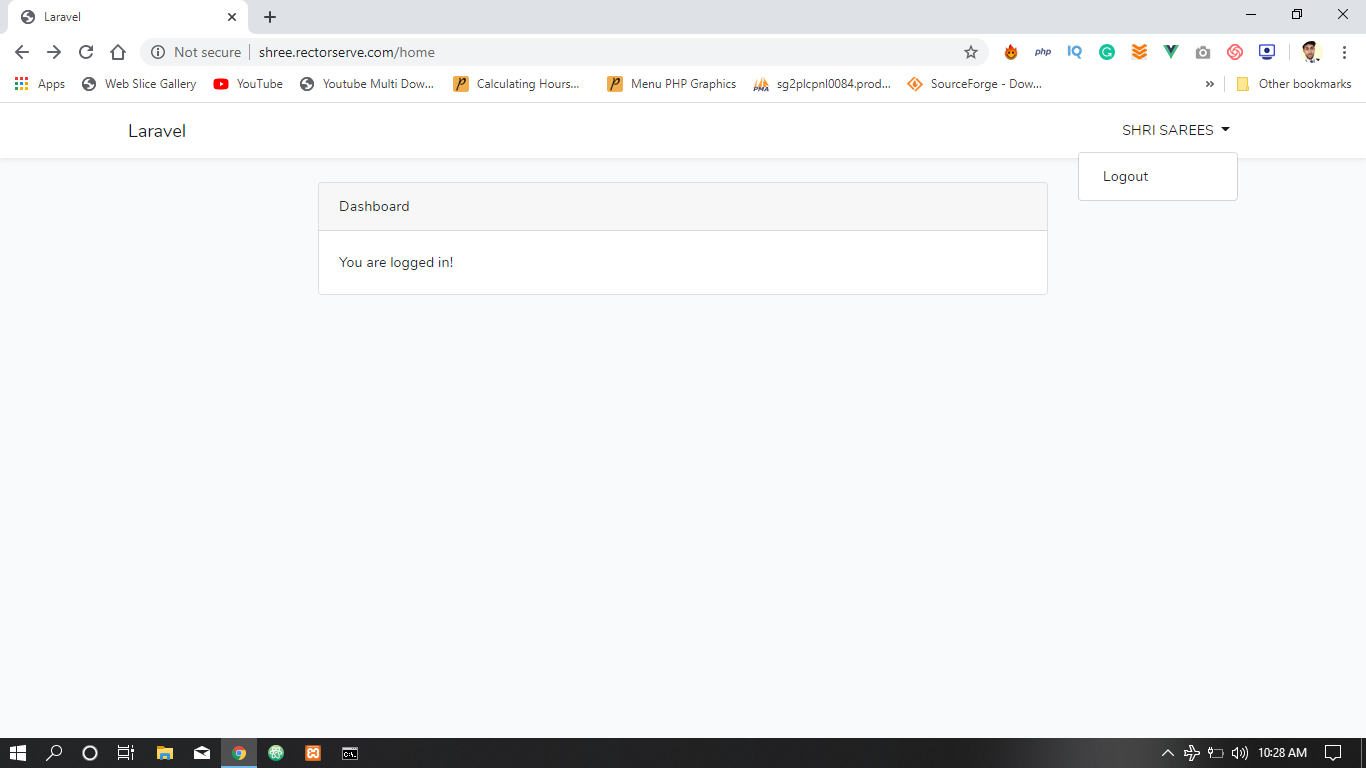 Laravel
Not secure shree.rectorserve.com/home php IQ
Apps Web Slice Gallery YouTube Youtube Multi Dow... Calculating Hours... Menu PHP Graphics PMA sg2plcpnl0084.prod... SourceForge - Dow... » Other bookmarks
Laravel SHRI SAREES
Logout
Dashboard
You are logged in!
10:28 AM